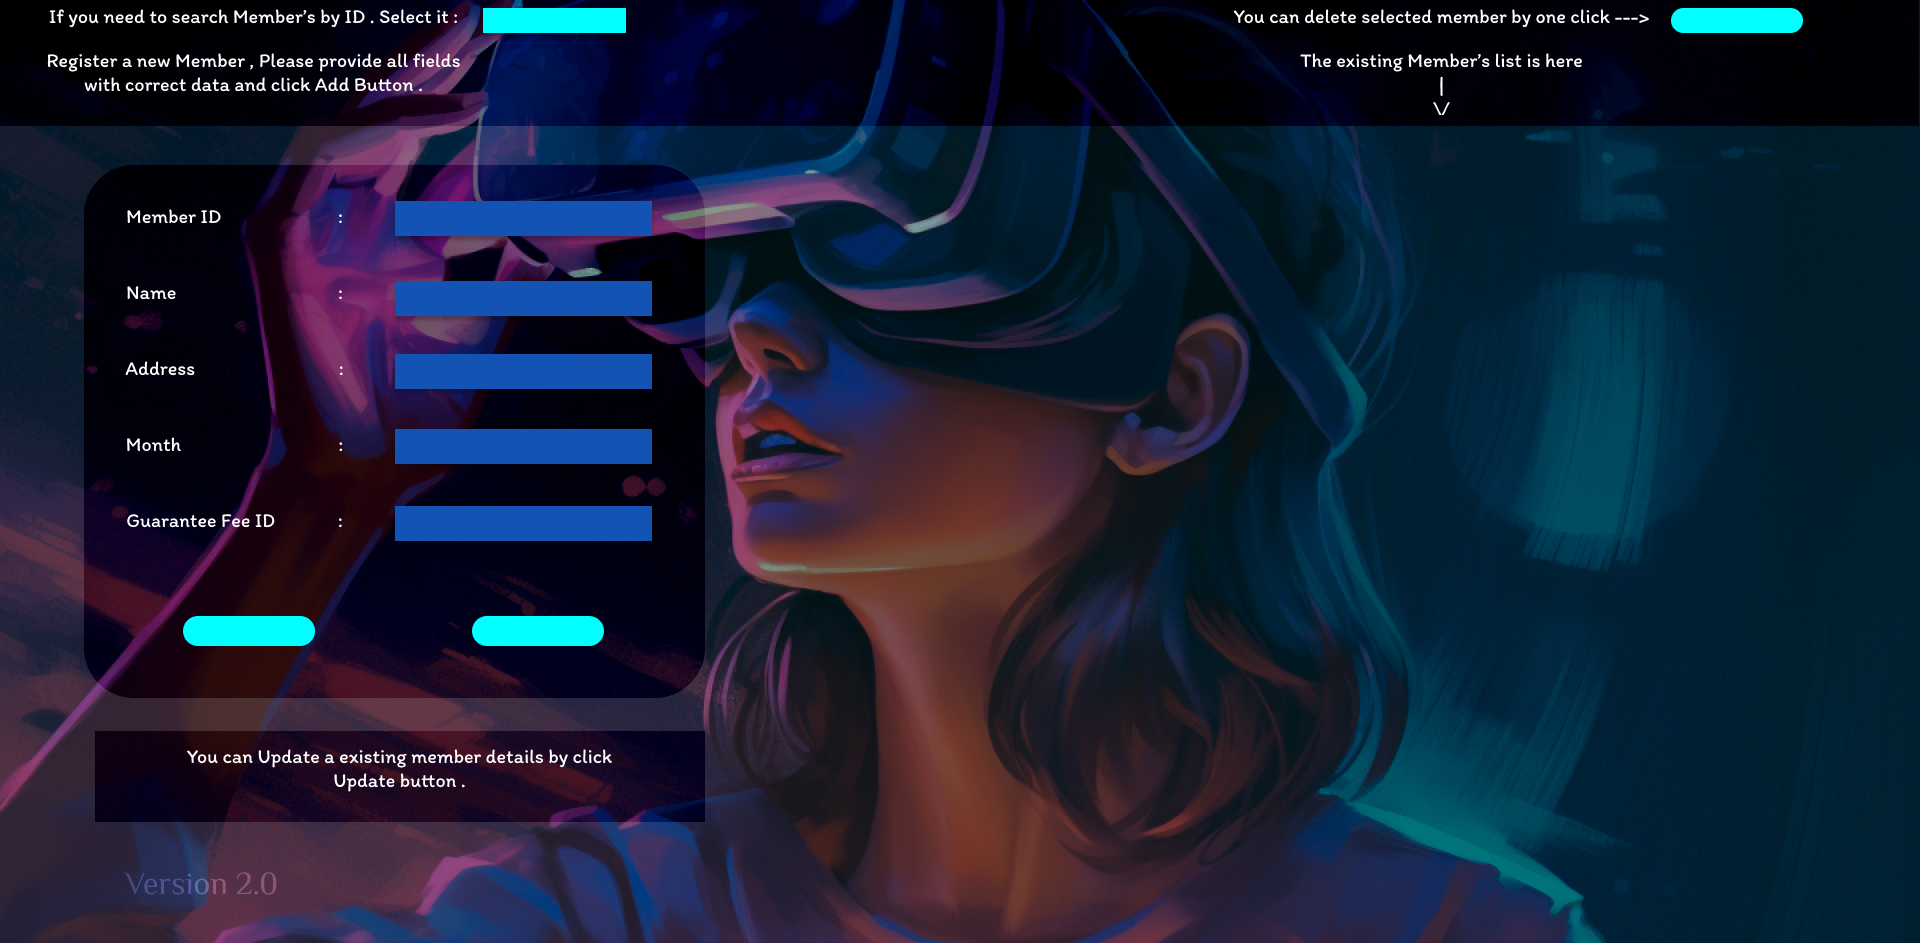 If you need to search Member's by ID . Select it :
You can delete selected member by one click --->
Register a new Member , Please provide all fields
with correct data and click Add Button .
The existing Member's list is here
|
\/
Member ID :
Name :
Address :
Month :
Guarantee Fee ID :
You can Update a existing member details by click
Update button .
Version 2.0